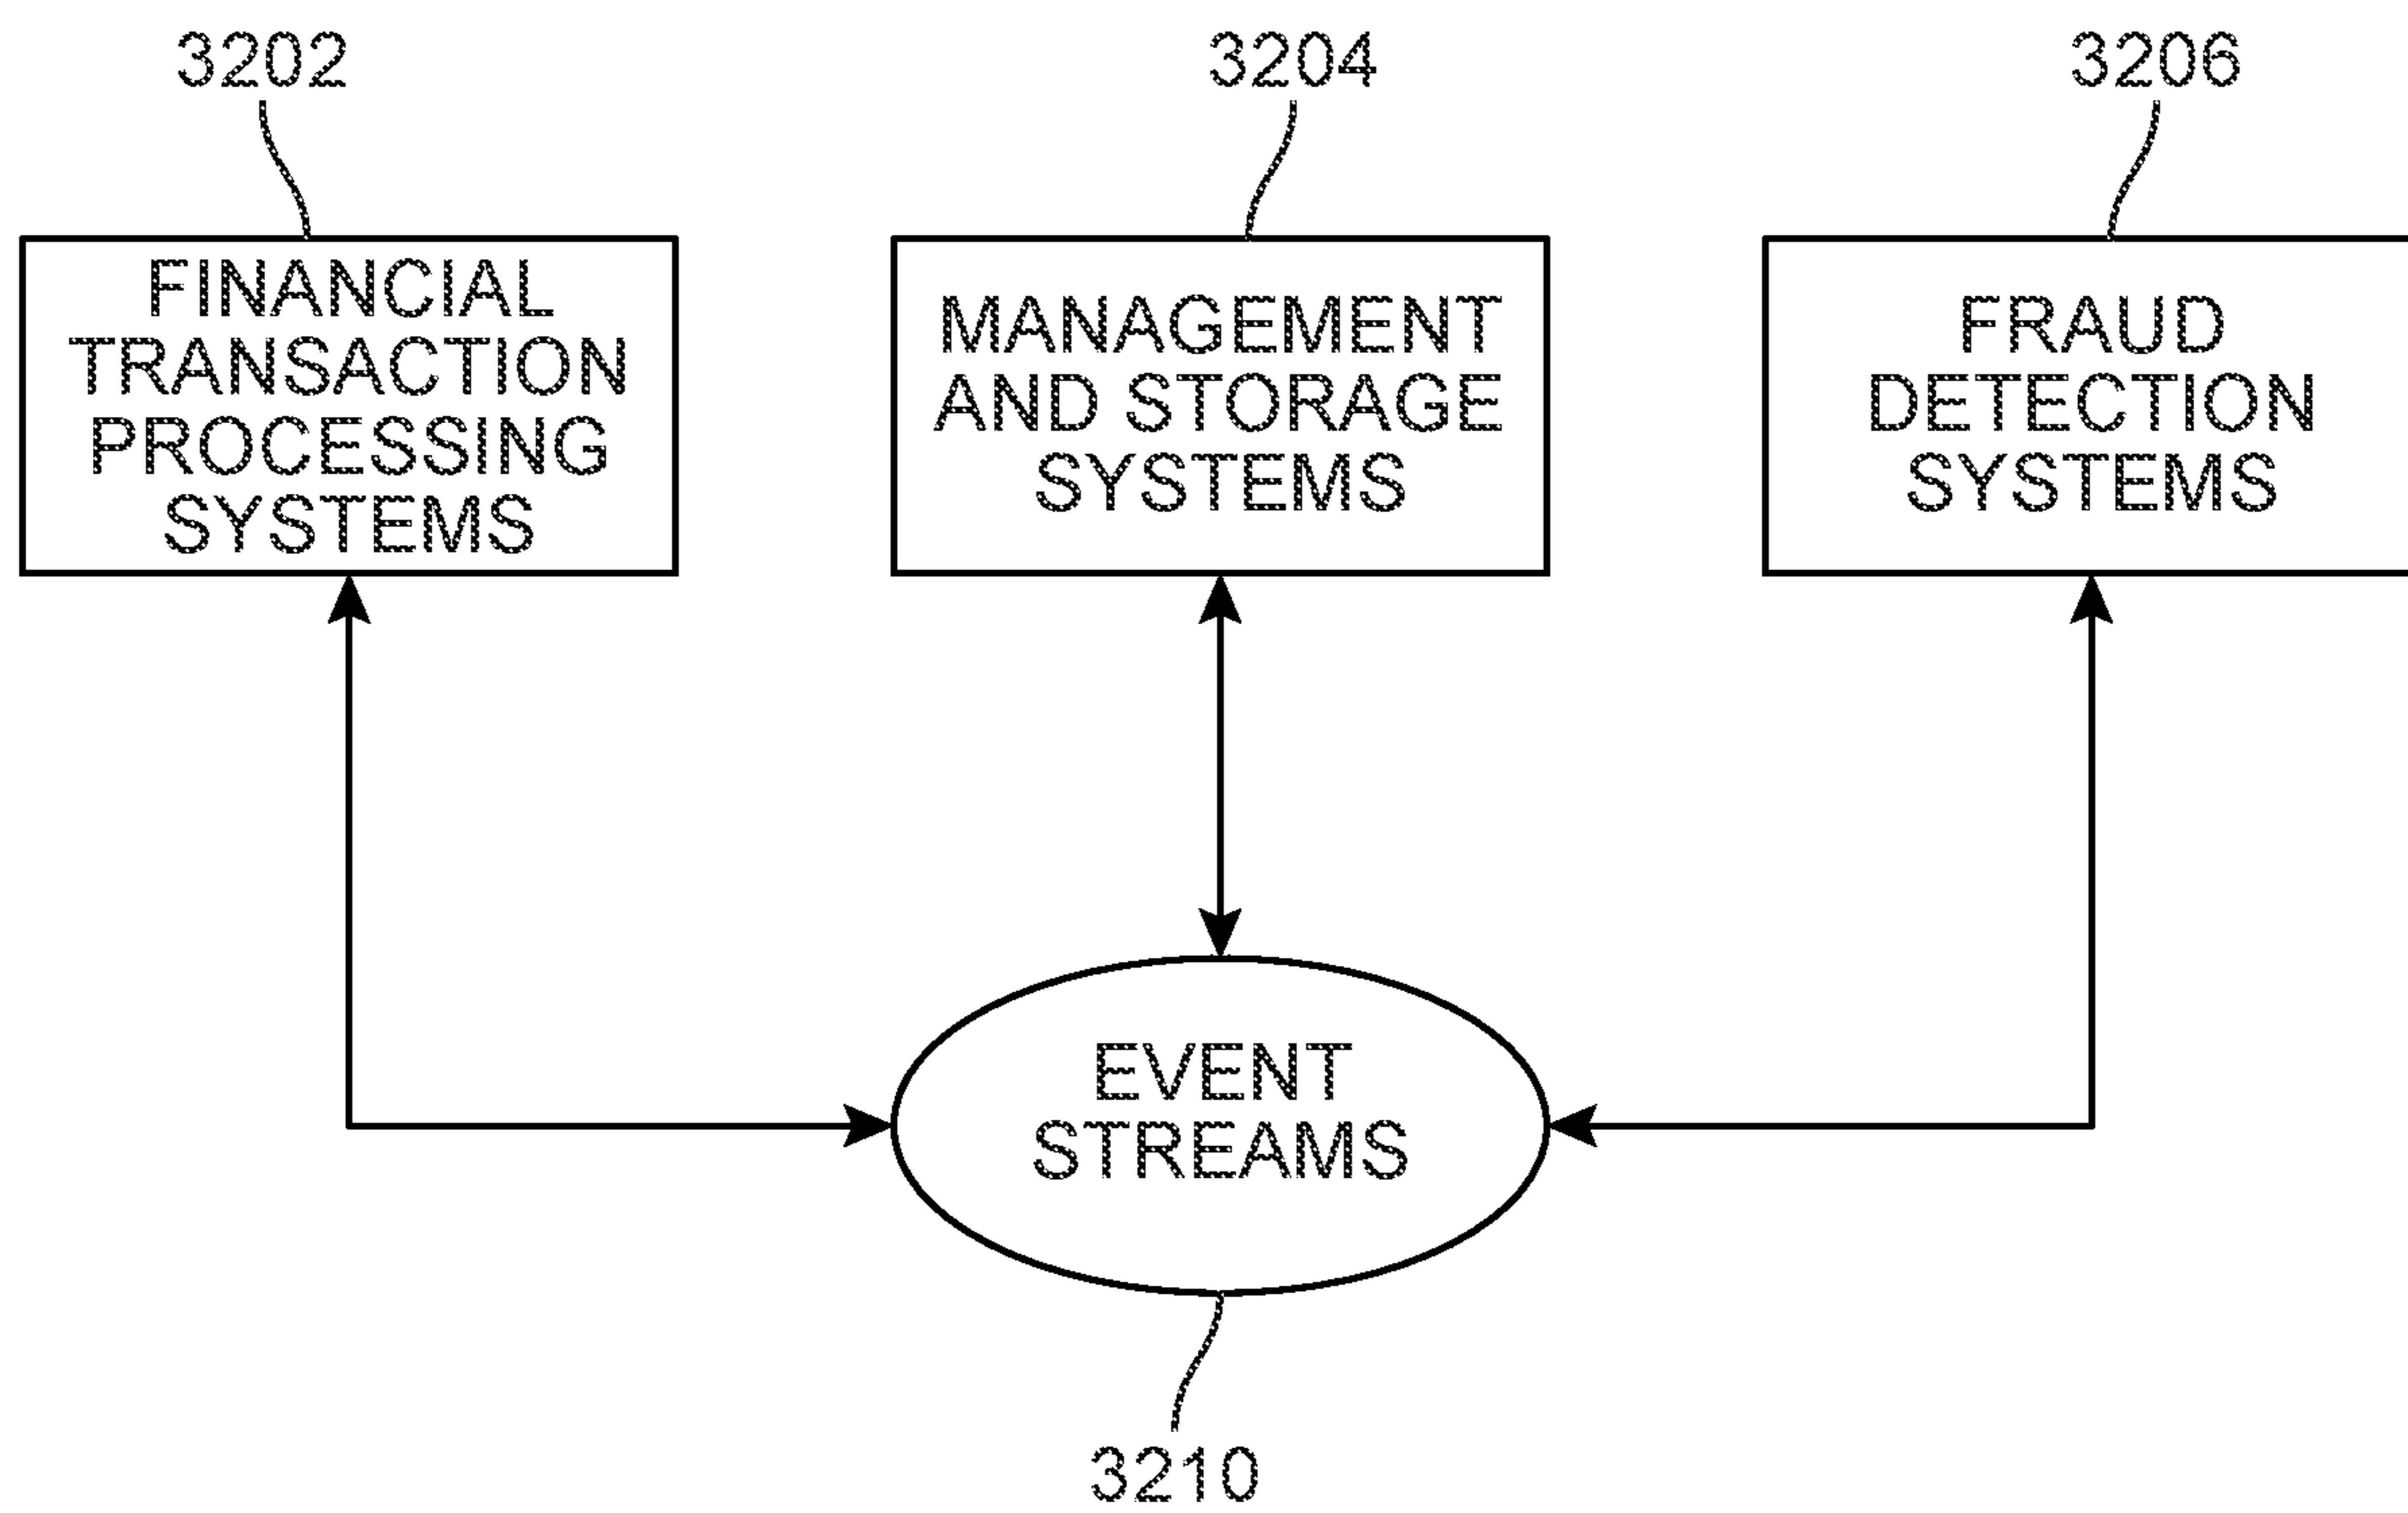 3202
3204
3206
FINANCIAL
TRANSACTION
PROCESSING
SYSTEMS
MANAGEMENT
AND STORAGE
SYSTEMS
FRAUD
DETECTION
SYSTEMS
EVENT
STREAMS
3210